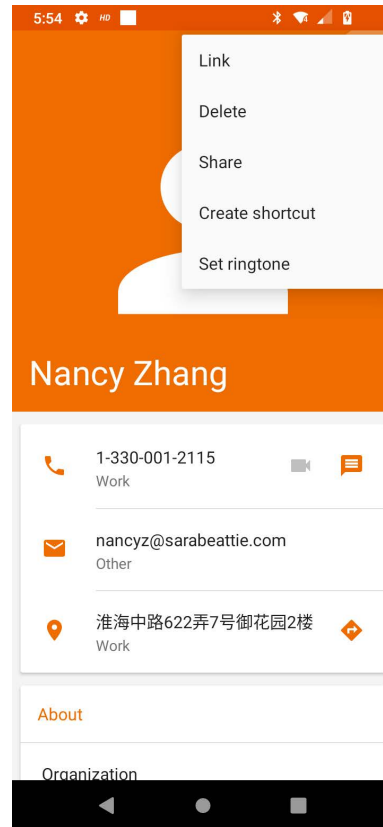 5:54 HD
Link
Delete
Share
Create shortcut
Set ringtone
Nancy Zhang
1-330-001-2115
Work
nancyz@sarabeattie.com
Other
淮海中路622弄7号御花园2楼
Work
About
Organization